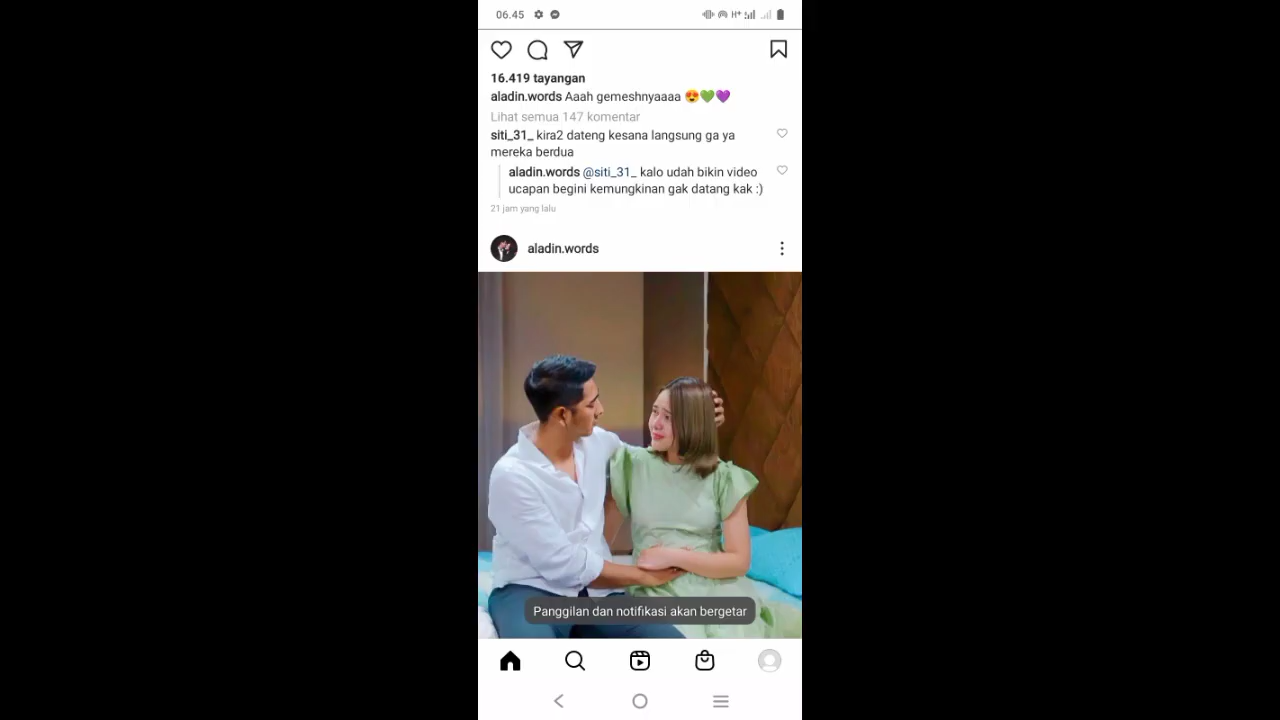 06.45 H+
16.419 tayangan
aladin.words Aaah gemeshnyaaaa 😍💚💜
Lihat semua 147 komentar
siti_31_ kira2 dateng kesana langsung ga ya
mereka berdua
aladin.words @siti_31_ kalo udah bikin video
ucapan begini kemungkinan gak datang kak :)
21 jam yang lalu
aladin.words
Panggilan dan notifikasi akan bergetar